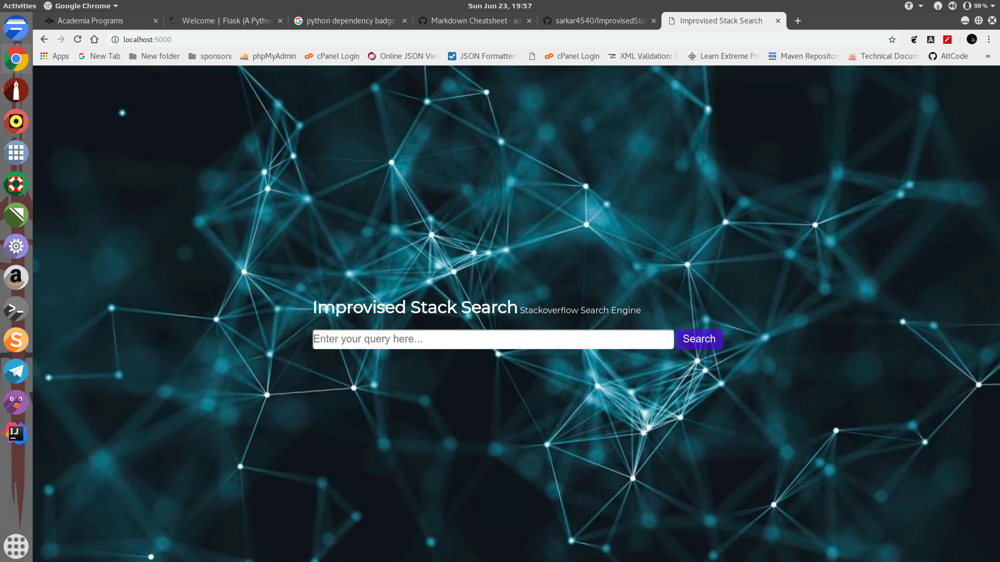 Activities Google Chrome Sun Jun 23, 19:57 98 %
Academia Programs Welcome | Flask (A Pytho python dependency badge Markdown Cheatsheet · ad sarkar4540/ImprovisedSta Improvised Stack Search
localhost:5000
Apps New Tab New folder sponsors phpMyAdmin cPanel Login Online JSON Vie JSON Formatter cPanel Login XML Validation: X Learn Extreme Pr Maven Repositor Technical Docum AltCode »
Improvised Stack Search Stackoverflow Search Engine
Enter your query here... Search